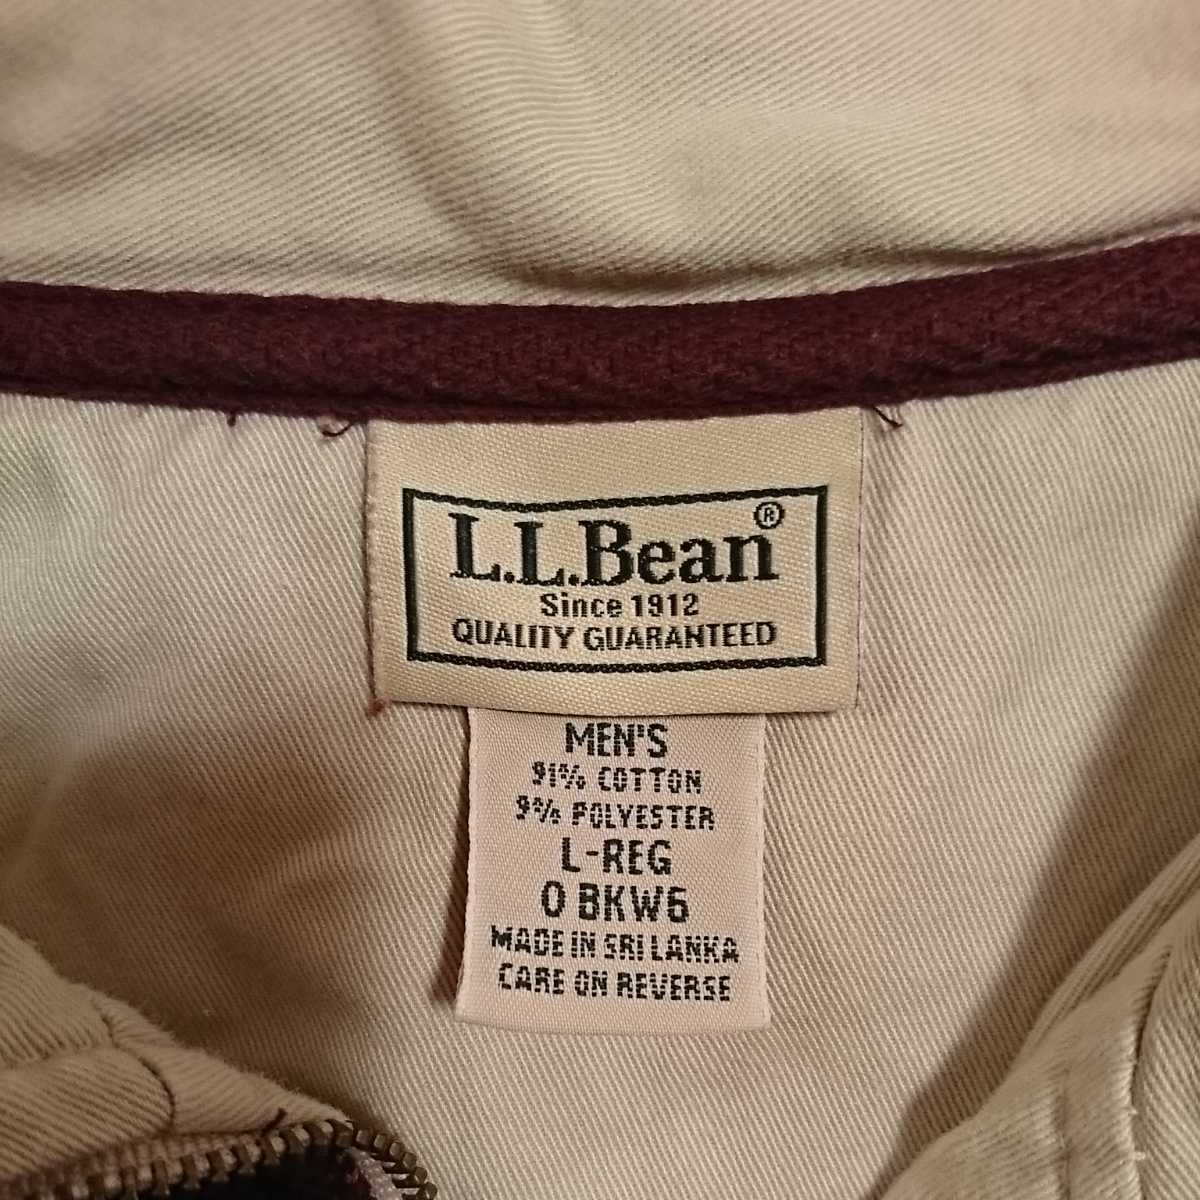 L.L.Bean®
Since 1912
QUALITY GUARANTEED
MEN'S
91% COTTON
9% POLYESTER
L-REG
0 BKW6
MADE IN SRI LANKA
CARE ON REVERSE